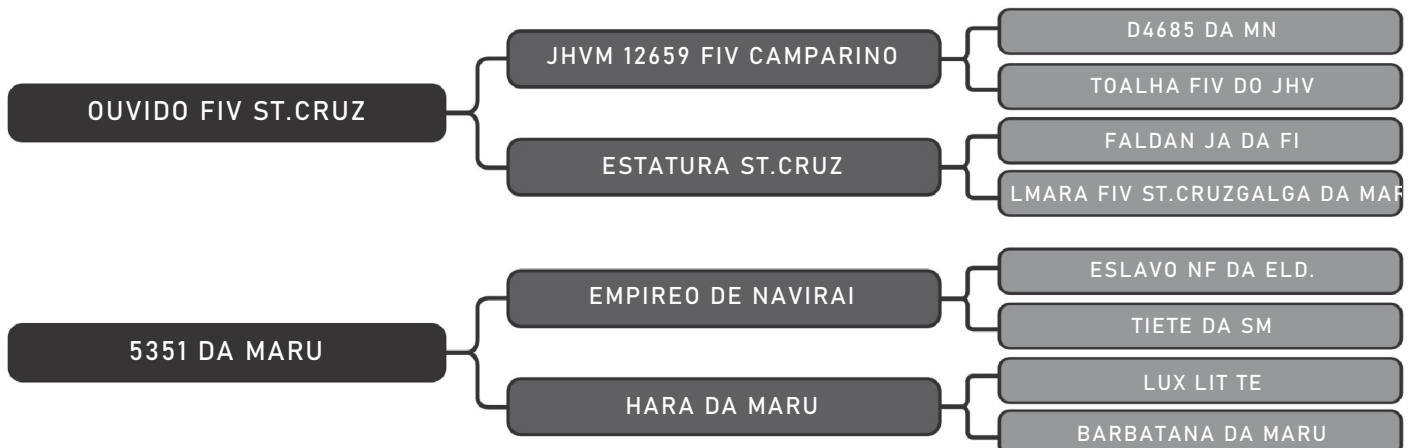 OUVIDO FIV ST.CRUZ
JHVM 12659 FIV CAMPARINO
D4685 DA MN
TOALHA FIV DO JHV
ESTATURA ST.CRUZ
FALDAN JA DA FI
LMARA FIV ST.CRUZGALGA DA MAR
5351 DA MARU
EMPIREO DE NAVIRAI
ESLAVO NF DA ELD.
TIETE DA SM
HARA DA MARU
LUX LIT TE
BARBATANA DA MARU